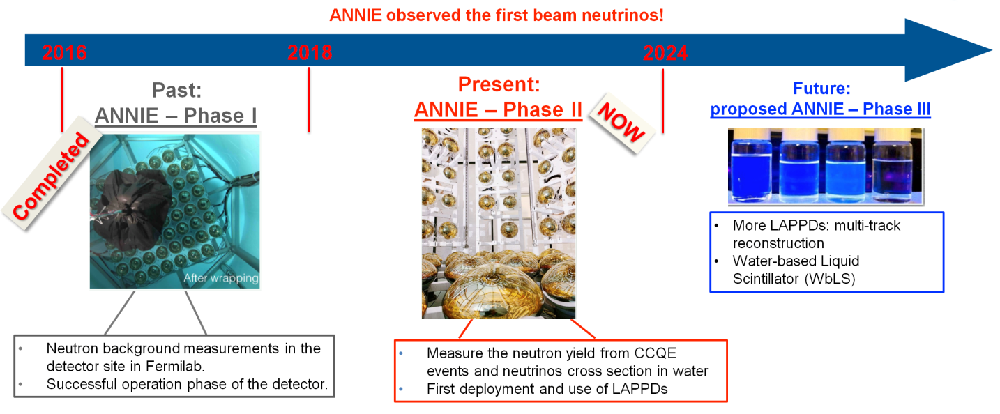 ANNIE observed the first beam neutrinos!
2016
2018
2024
Past:
ANNIE – Phase I
Completed
After wrapping
• Neutron background measurements in the
detector site in Fermilab.
• Successful operation phase of the detector.
Present:
ANNIE – Phase II
NOW
• Measure the neutron yield from CCQE
events and neutrinos cross section in water
• First deployment and use of LAPPDs
Future:
proposed ANNIE – Phase III
• More LAPPDs: multi-track
reconstruction
• Water-based Liquid
Scintillator (WbLS)